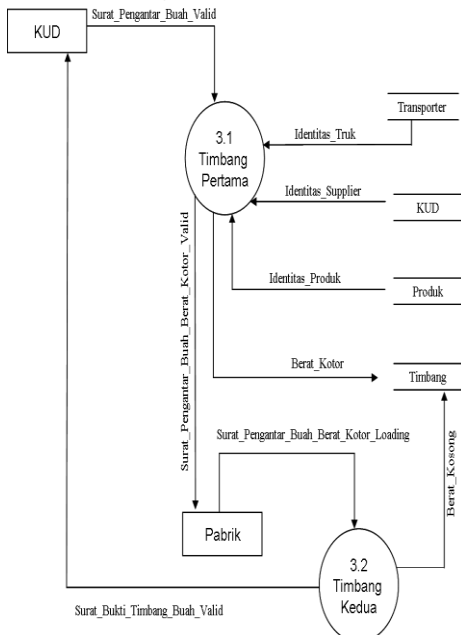 Surat_Pengantar_Buah_Valid
KUD
Transporter
3.1
Timbang
Pertama
Identitas_Truk
Identitas_Supplier
KUD
Identitas_Produk
Produk
Surat_Pengantar_Buah_Berat_Kotor_Valid
Berat_Kotor
Timbang
Surat_Pengantar_Buah_Berat_Kotor_Loading
Berat_Kosong
Pabrik
3.2
Timbang
Kedua
Surat_Bukti_Timbang_Buah_Valid